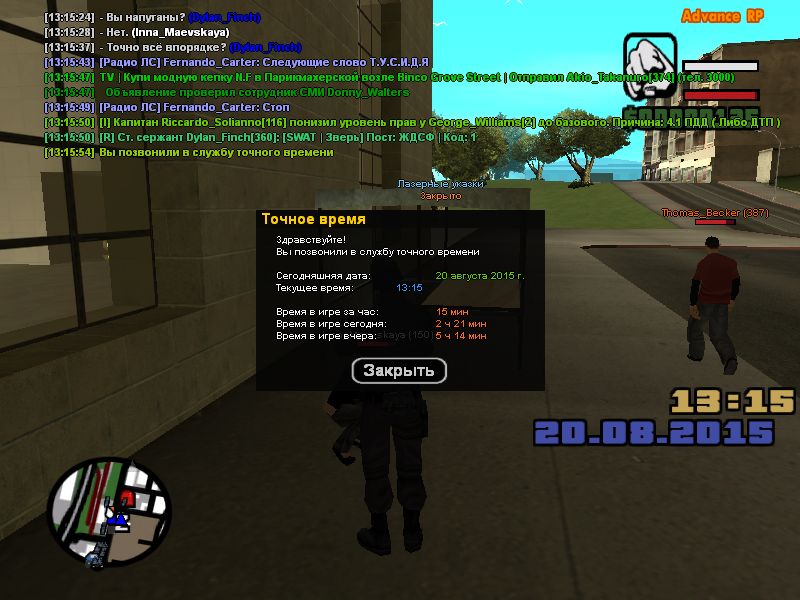 Advance RP
[13:15:24] - Вы напуганы? (Dylan_Finch)
[13:15:28] - Нет. (Inna_Maevskaya)
[13:15:37] - Точно всё впорядке? (Dylan_Finch)
[13:15:43] [Радио ЛС] Fernando_Carter: Следующие слово Т.У.С.И.Д.Я
[13:15:47] TV | Купи модную кепку N.F в Парикмахерской возле Binco Grove Street | Отправил Akio_Takanuro[374] (тел. 3000)
[13:15:47] Объявление проверил сотрудник СМИ Donny_Walters
[13:15:49] [Радио ЛС] Fernando_Carter: Стоп
[13:15:50] [I] Капитан Riccardo_Solianno[116] понизил уровень прав у George_Williams[2] до базового. Причина: 4.1 ПДД ( Либо ДТП )
[13:15:50] [R] Ст. сержант Dylan_Finch[360]: [SWAT | Зверь] Пост: ЖДСФ | Код: 1
[13:15:54] Вы позвонили в службу точного времени
Лазерные указки
Закрыто
Thomas_Becker (387)
Точное время
Здравствуйте!
Вы позвонили в службу точного времени
Сегодняшняя дата: 20 августа 2015 г.
Текущее время: 13:15
Время в игре за час: 15 мин
Время в игре сегодня: 2 ч 21 мин
Время в игре вчера: 5 ч 14 мин
skaya (150)
Закрыть
13:15
20.08.2015